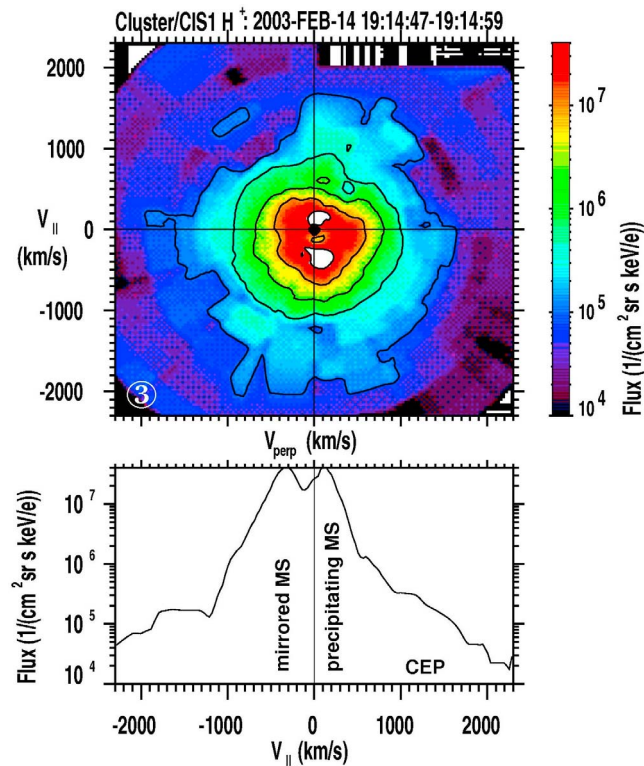 Cluster/CIS1 H⁺: 2003-FEB-14 19:14:47-19:14:59
2000
1000
0
-1000
-2000
V||
(km/s)
③
V_perp (km/s)
10⁷
10⁶
10⁵
10⁴
Flux (1/(cm² sr s keV/e))
10⁷
10⁶
10⁵
10⁴
Flux (1/(cm² sr s keV/e))
mirrored MS
precipitating MS
CEP
-2000 -1000 0 1000 2000
V|| (km/s)